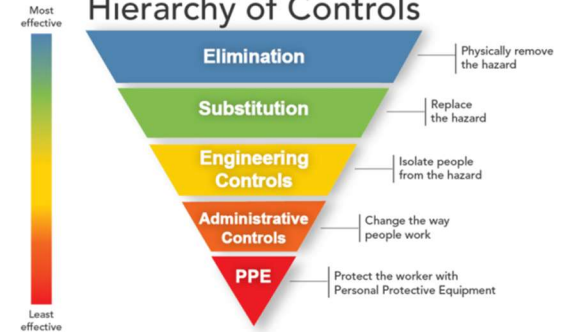 Hierarchy of Controls
Most
effective
Elimination
Physically remove
the hazard
Substitution
Replace
the hazard
Engineering
Controls
Isolate people
from the hazard
Administrative
Controls
Change the way
people work
PPE
Protect the worker with
Personal Protective Equipment
Least
effective